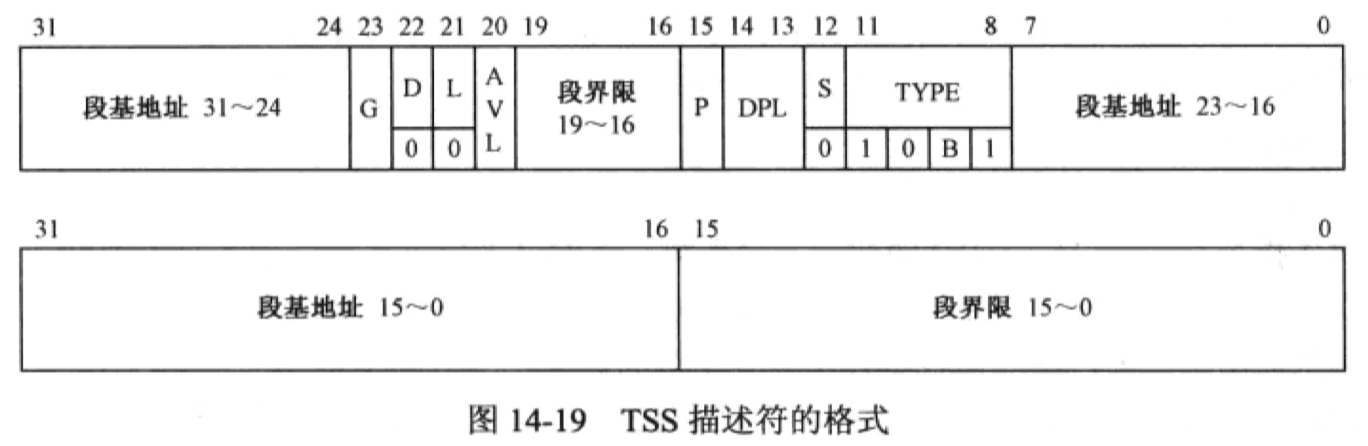 31 24 23 22 21 20 19 16 15 14 13 12 11 8 7 0
段基地址 31～24 G D L AVL 段界限 19～16 P DPL S TYPE 段基地址 23～16
0 0 0 1 0 B 1
31 16 15 0
段基地址 15～0 段界限 15～0
图 14-19 TSS 描述符的格式